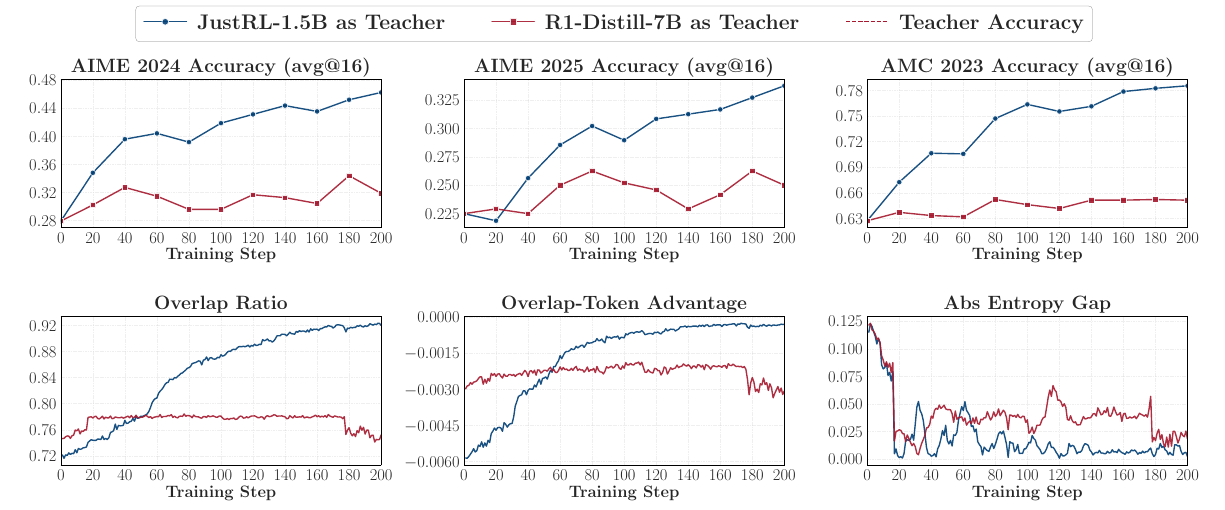 JustRL-1.5B as Teacher R1-Distill-7B as Teacher Teacher Accuracy
AIME 2024 Accuracy (avg@16)
0.48
0.44
0.40
0.36
0.32
0.28
0 20 40 60 80 100 120 140 160 180 200
Training Step
AIME 2025 Accuracy (avg@16)
0.325
0.300
0.275
0.250
0.225
0 20 40 60 80 100 120 140 160 180 200
Training Step
AMC 2023 Accuracy (avg@16)
0.78
0.75
0.72
0.69
0.66
0.63
0 20 40 60 80 100 120 140 160 180 200
Training Step
Overlap Ratio
0.92
0.88
0.84
0.80
0.76
0.72
0 20 40 60 80 100 120 140 160 180 200
Training Step
Overlap-Token Advantage
0.0000
−0.0015
−0.0030
−0.0045
−0.0060
0 20 40 60 80 100 120 140 160 180 200
Training Step
Abs Entropy Gap
0.125
0.100
0.075
0.050
0.025
0.000
0 20 40 60 80 100 120 140 160 180 200
Training Step